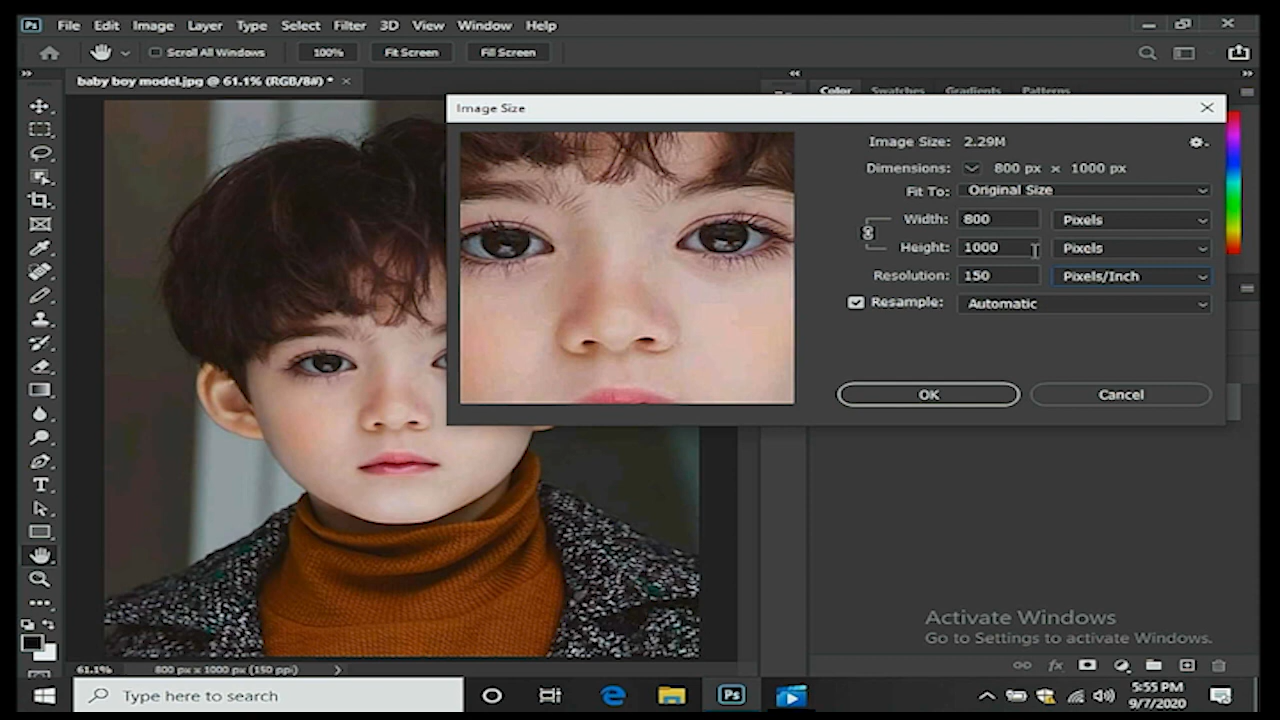 Ps File Edit Image Layer Type Select Filter 3D View Window Help
Scroll All Windows 100% Fit Screen Fill Screen
baby boy model.jpg @ 61.1% (RGB/8#) *
Color Swatches Gradients Patterns
Image Size
Image Size: 2.29M
Dimensions: 800 px x 1000 px
Fit To: Original Size
Width: 800 Pixels
Height: 1000 Pixels
Resolution: 150 Pixels/Inch
Resample: Automatic
OK Cancel
T
Activate Windows
Go to Settings to activate Windows.
fx
61.1% 800 px x 1000 px (150 ppi)
Type here to search
Ps
5:55 PM
9/7/2020